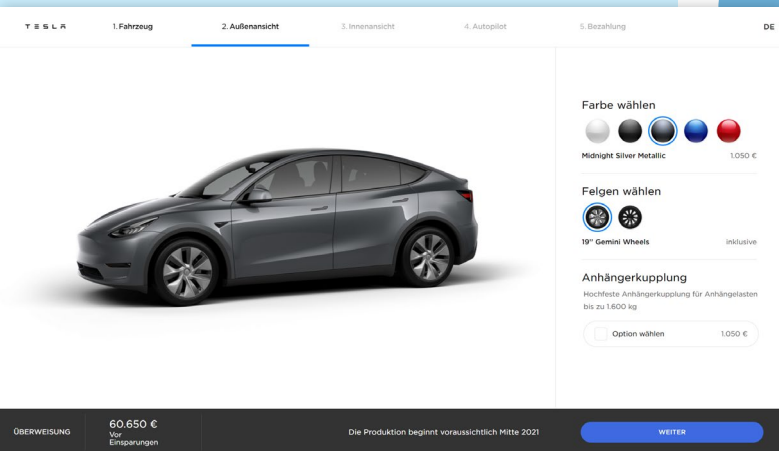 TESLA
1. Fahrzeug
2. Außenansicht
3. Innenansicht
4. Autopilot
5. Bezahlung
DE
Farbe wählen
Midnight Silver Metallic 1.050 €
Felgen wählen
19" Gemini Wheels inklusive
Anhängerkupplung
Hochfeste Anhängerkupplung für Anhängelasten
bis zu 1.600 kg
Option wählen 1.050 €
ÜBERWEISUNG
60.650 €
Vor
Einsparungen
Die Produktion beginnt voraussichtlich Mitte 2021
WEITER